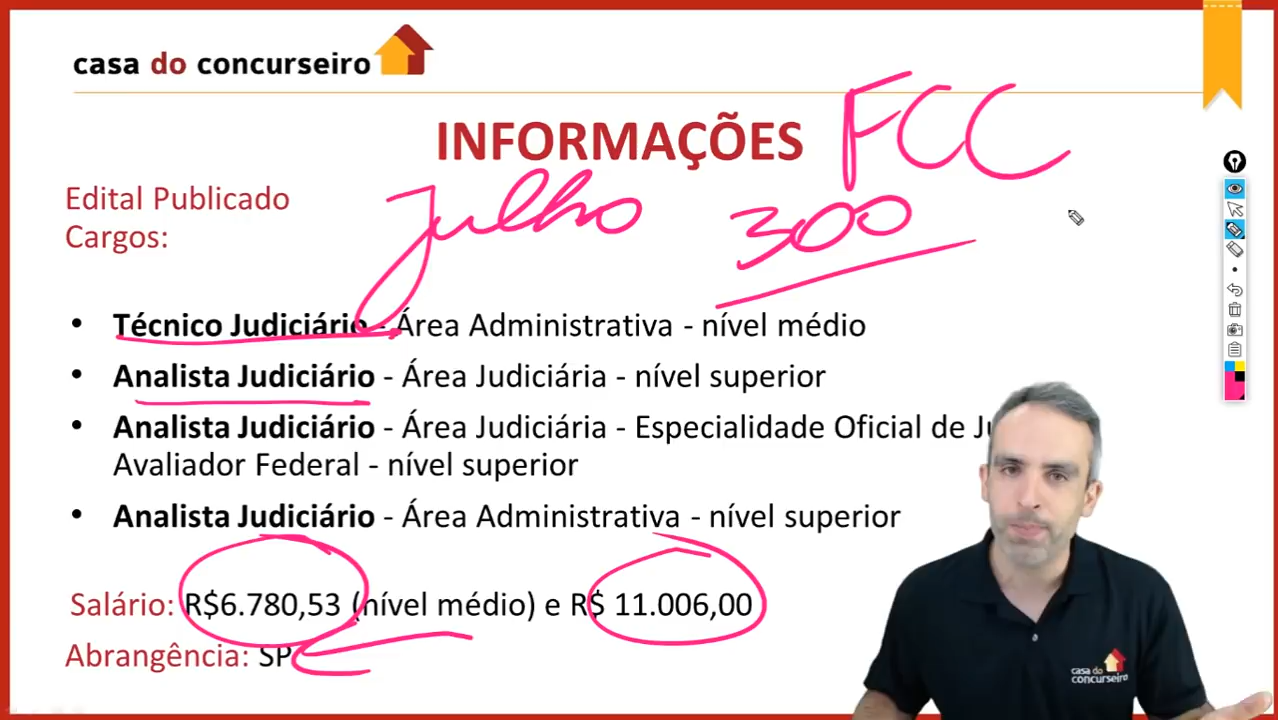 casa do concurseiro
INFORMAÇÕES FCC
Edital Publicado
Julho 300
Cargos:
• Técnico Judiciário - Área Administrativa - nível médio
• Analista Judiciário - Área Judiciária - nível superior
• Analista Judiciário - Área Judiciária - Especialidade Oficial de
Avaliador Federal - nível superior
• Analista Judiciário - Área Administrativa - nível superior
Salário: R$6.780,53 (nível médio) e R$ 11.006,00
Abrangência: SP
casa do
concurseiro